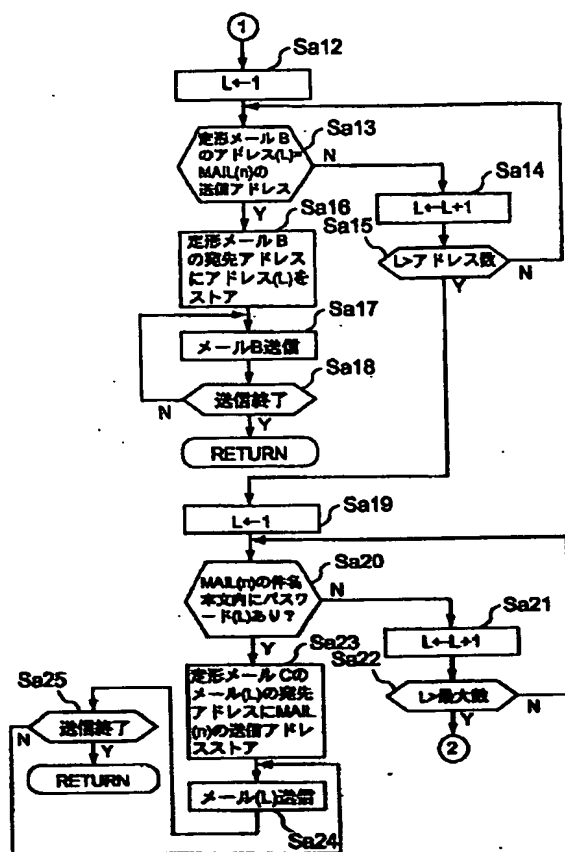 1
Sa12
L←1
Sa13
定形メールB
のアドレス(L)=
MAIL(n)の
送信アドレス
N
Y
Sa14
L←L+1
Sa15
L>アドレス数
N
Y
Sa16
定形メールB
の宛先アドレス
にアドレス(L)を
ストア
Sa17
メールB送信
Sa18
送信終了
N
Y
RETURN
Sa19
L←1
Sa20
MAIL(n)の件名
本文内にパスワ
ード(L)あり?
N
Y
Sa21
L←L+1
Sa22
L>最大数
N
Y
2
Sa23
定形メールCの
メール(L)の宛先
アドレスにMAIL
(n)の送信アドレ
スストア
Sa24
メール(L)送信
Sa25
送信終了
N
Y
RETURN